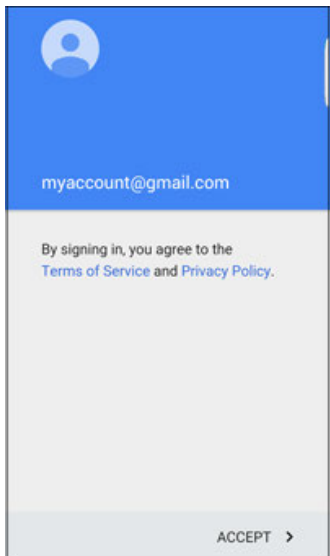 myaccount@gmail.com
By signing in, you agree to the
Terms of Service and Privacy Policy.
ACCEPT